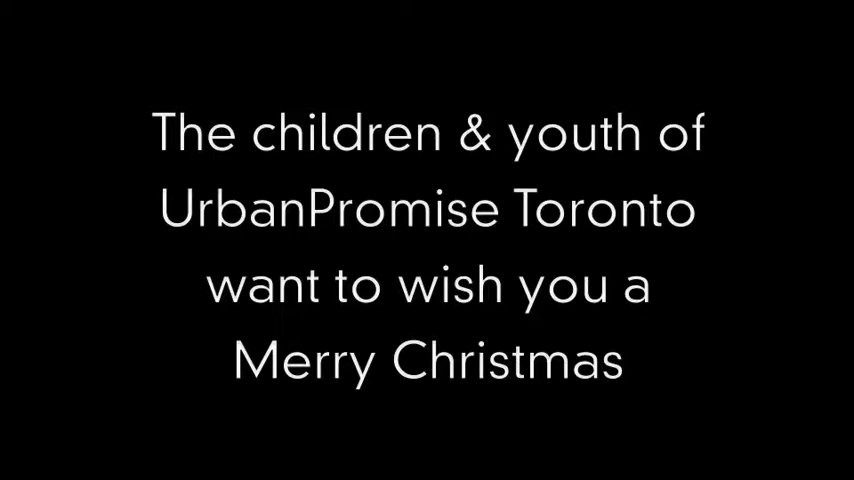 The children & youth of
UrbanPromise Toronto
want to wish you a
Merry Christmas